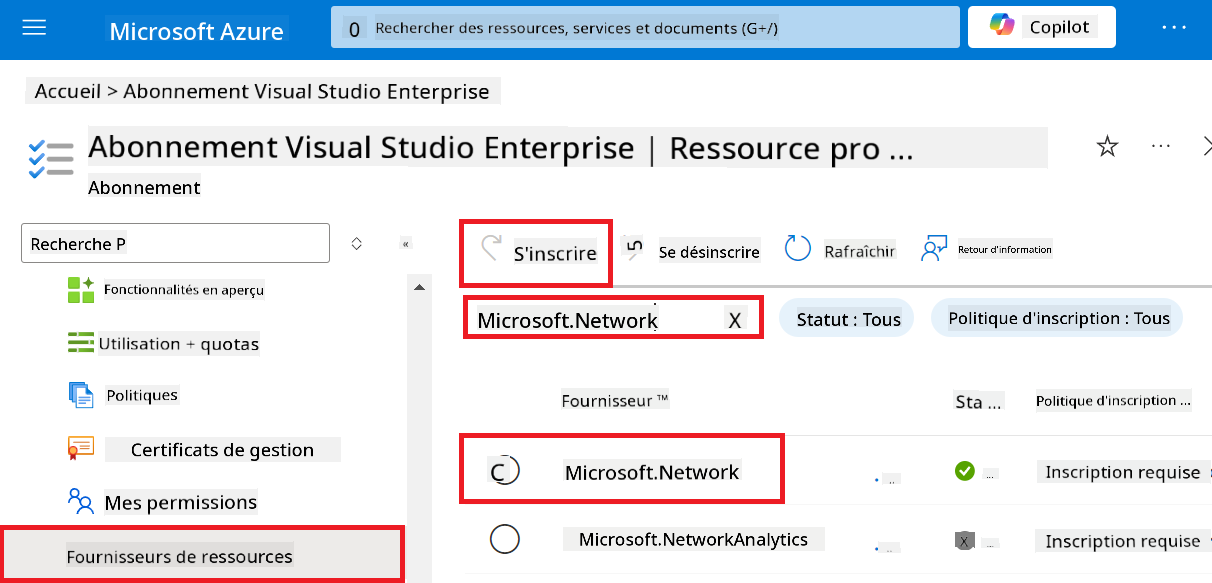 Microsoft Azure
Rechercher des ressources, services et documents (G+/)
Copilot
Accueil > Abonnement Visual Studio Enterprise
Abonnement Visual Studio Enterprise | Ressource pro ...
Abonnement
Recherche P
«
S'inscrire
Se désinscrire
Rafraîchir
Retour d'information
Fonctionnalités en aperçu
Microsoft.Network X
Statut : Tous
Politique d'inscription : Tous
Utilisation + quotas
Politiques
Fournisseur ™
Sta ...
Politique d'inscription ...
Certificats de gestion
Microsoft.Network
Inscription requise
Mes permissions
Microsoft.NetworkAnalytics
Inscription requise
Fournisseurs de ressources